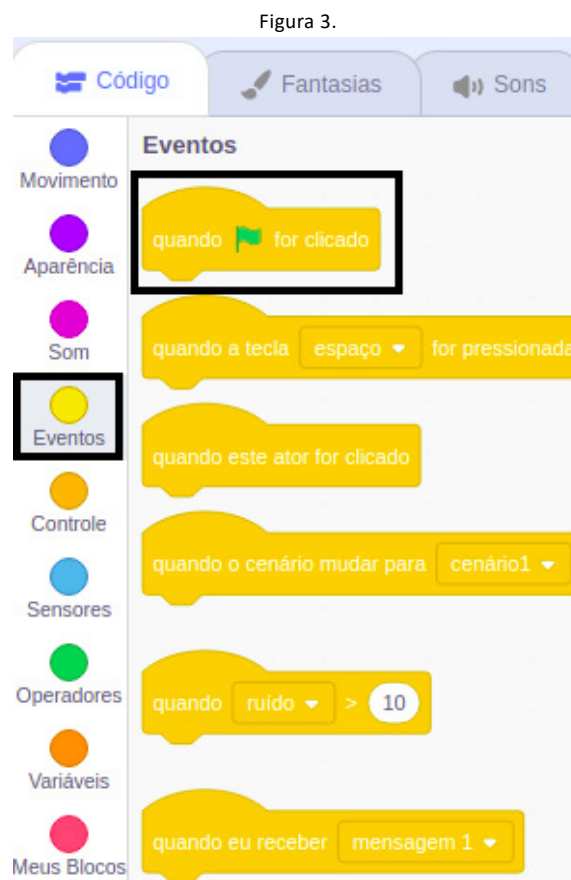 Figura 3.
Código
Fantasias
Sons
Eventos
Movimento
quando for clicado
Aparência
Som
quando a tecla espaço for pressionada
Eventos
quando este ator for clicado
Controle
quando o cenário mudar para cenário1
Sensores
Operadores
quando ruído > 10
Variáveis
Meus Blocos
quando eu receber mensagem 1